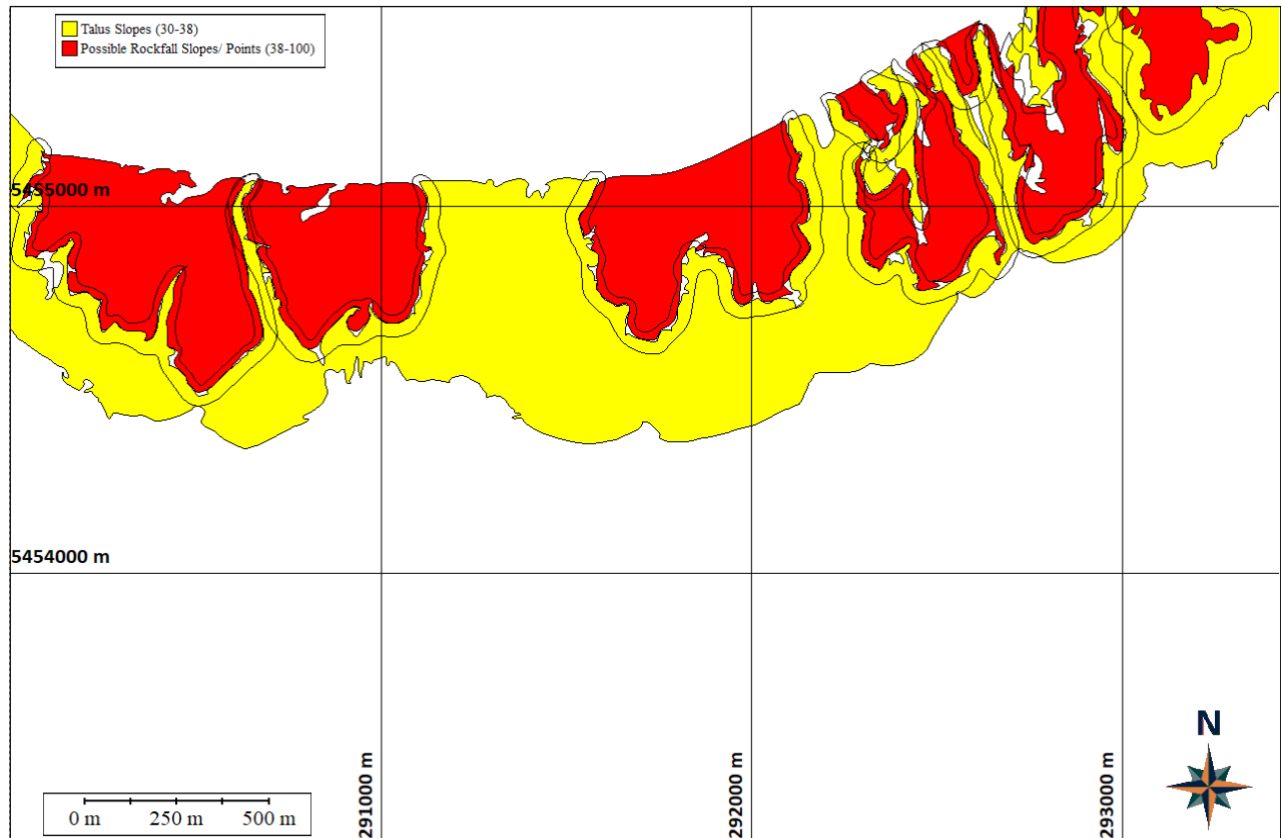 Talus Slopes (30-38)
Possible Rockfall Slopes/ Points (38-100)
5455000 m
5454000 m
291000 m
292000 m
293000 m
N
0 m 250 m 500 m